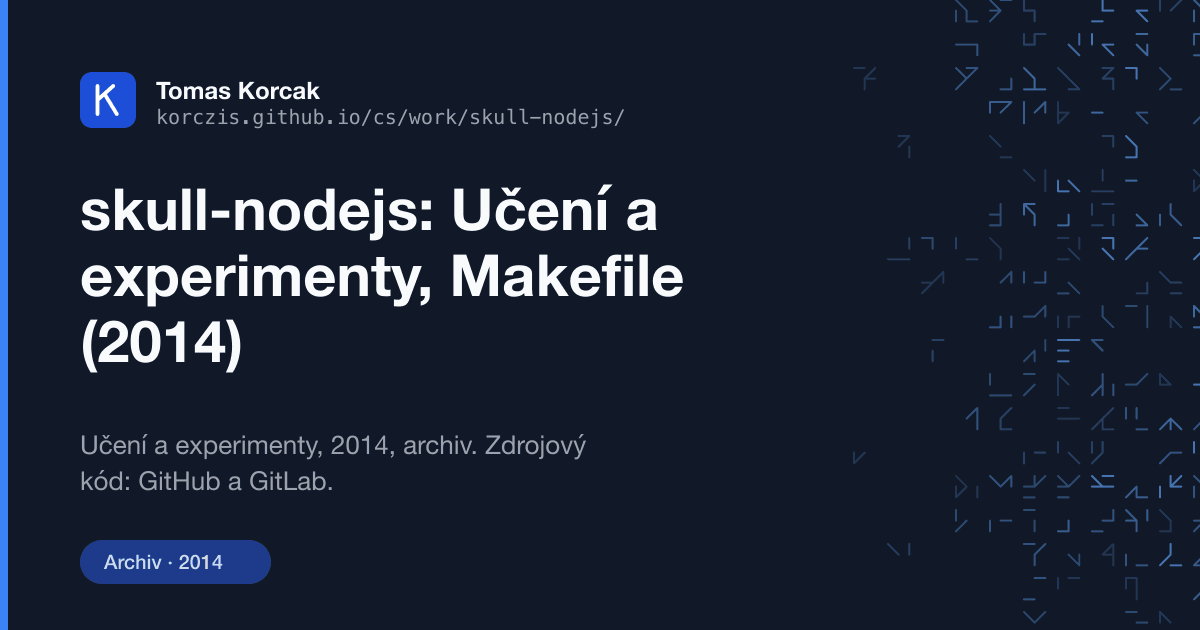 K
Tomas Korcak
korczis.github.io/cs/work/skull-nodejs/
skull-nodejs: Učení a
experimenty, Makefile
(2014)
Učení a experimenty, 2014, archiv. Zdrojový
kód: GitHub a GitLab.
Archiv · 2014